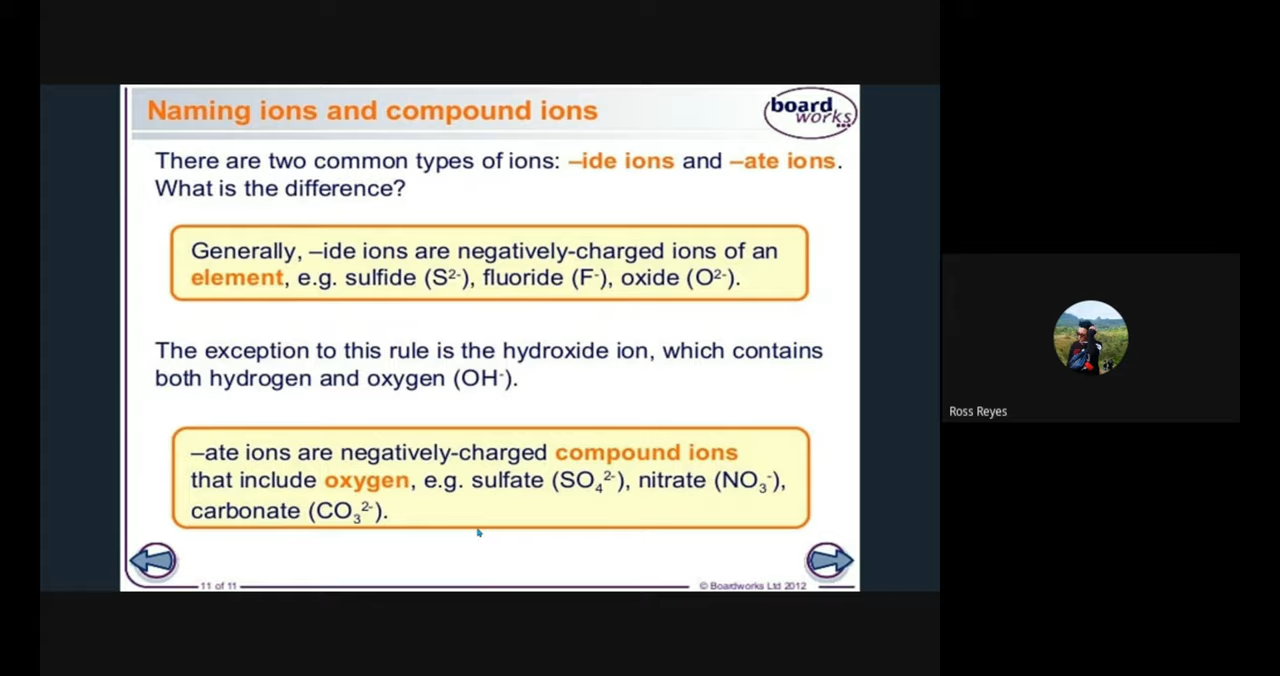 Naming ions and compound ions
board
works
There are two common types of ions: –ide ions and –ate ions.
What is the difference?
Generally, –ide ions are negatively-charged ions of an
element, e.g. sulfide (S²⁻), fluoride (F⁻), oxide (O²⁻).
The exception to this rule is the hydroxide ion, which contains
both hydrogen and oxygen (OH⁻).
–ate ions are negatively-charged compound ions
that include oxygen, e.g. sulfate (SO₄²⁻), nitrate (NO₃⁻),
carbonate (CO₃²⁻).
11 of 11
© Boardworks Ltd 2012
Ross Reyes